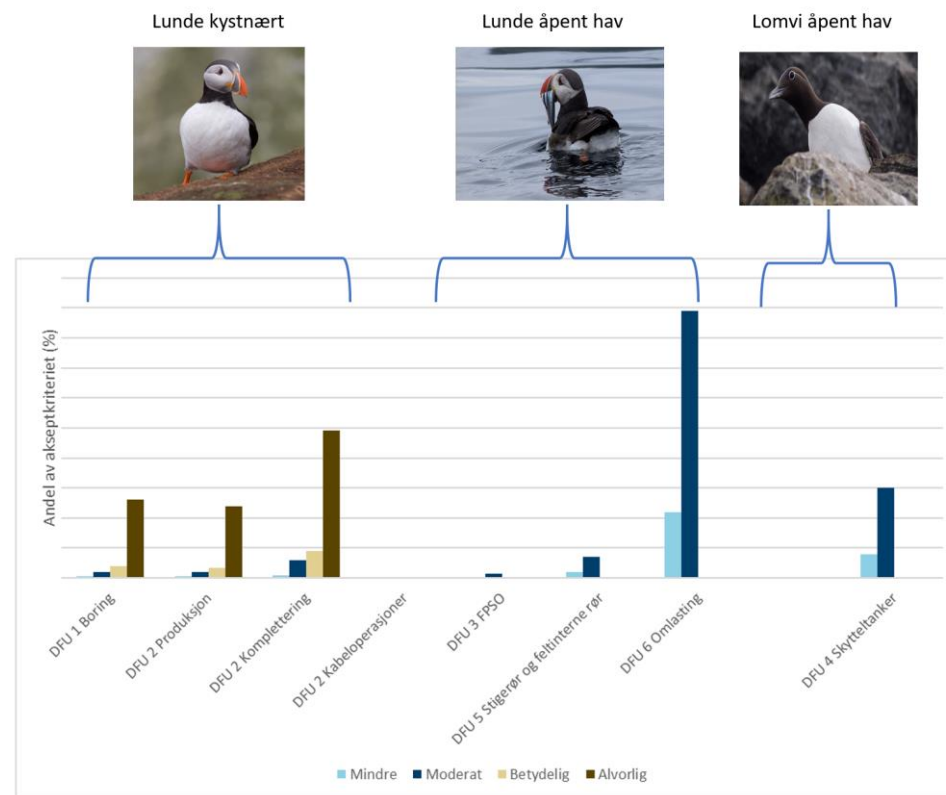 Lunde kystnært
Lunde åpent hav
Lomvi åpent hav
Andel av akseptkriteriet (%)
DFU 1 Boring
DFU 2 Produksjon
DFU 2 Komplettering
DFU 2 Kabeloperasjoner
DFU 3 FPSO
DFU 5 Stigerør og feltinterne rør
DFU 6 Omlasting
DFU 4 Skytteltanker
Mindre
Moderat
Betydelig
Alvorlig